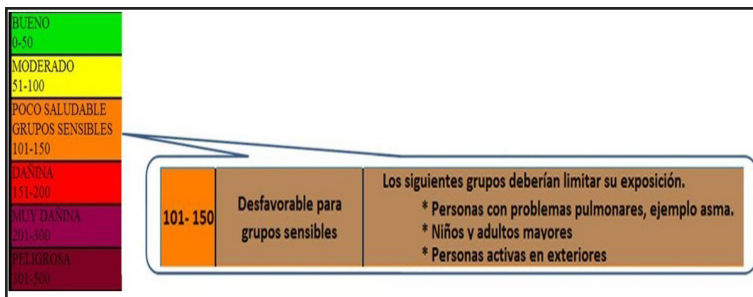 BUENO
0-50
MODERADO
51-100
POCO SALUDABLE
GRUPOS SENSIBLES
101-150
DAÑINA
151-200
MUY DAÑINA
201-300
PELIGROSA
301-500
101- 150
Desfavorable para
grupos sensibles
Los siguientes grupos deberían limitar su exposición.
* Personas con problemas pulmonares, ejemplo asma.
* Niños y adultos mayores
* Personas activas en exteriores